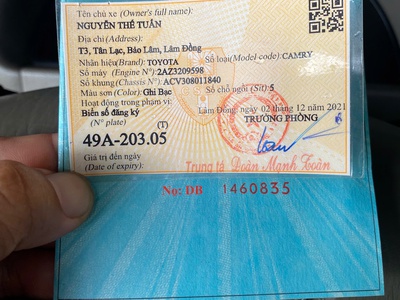 Tên chủ xe (Owner's full name):
NGUYỄN THẾ TUẤN
Địa chỉ (Address):
T3, Tân Lạc, Bảo Lâm, Lâm Đồng
Nhãn hiệu(Brand): TOYOTA Số loại(Model code): CAMRY
Số máy (Engine Nº):2AZ3209598
Số khung(Chassis Nº):ACV308011840
Màu sơn (Color): Ghi Bạc Số chỗ ngồi (Sit): 5
Hoạt động trong phạm vi:
Lâm Đồng, ngày 02 tháng 12 năm 2021
Biển số đăng ký TRƯỞNG PHÒNG
(Nº plate) (T)
49A-203.05
Giá trị đến ngày
(Date of expiry):
Trung tá Đoàn Mạnh Toàn
Nº: ĐB 1460835